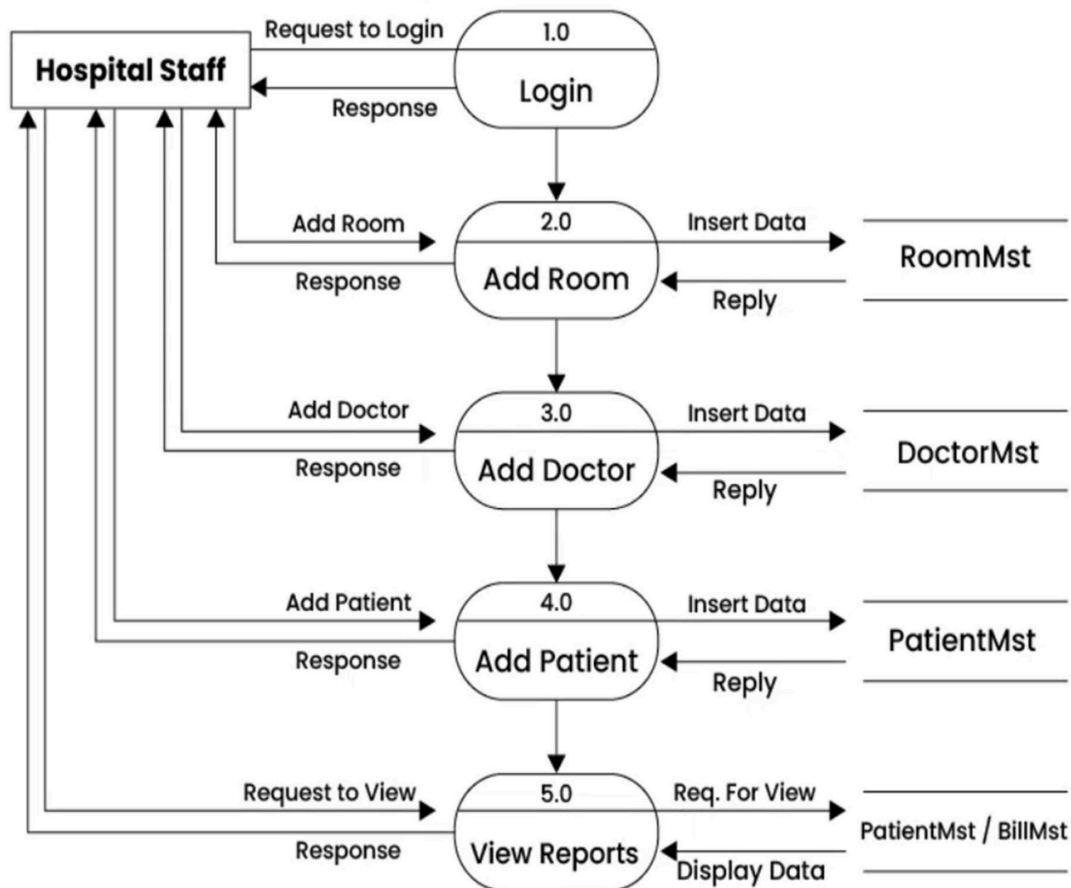 Request to Login
1.0
Hospital Staff
Login
Response
Add Room
2.0
Insert Data
Add Room
RoomMst
Response
Reply
Add Doctor
3.0
Insert Data
Add Doctor
DoctorMst
Response
Reply
Add Patient
4.0
Insert Data
Add Patient
PatientMst
Response
Reply
Request to View
5.0
Req. For View
View Reports
PatientMst / BillMst
Response
Display Data